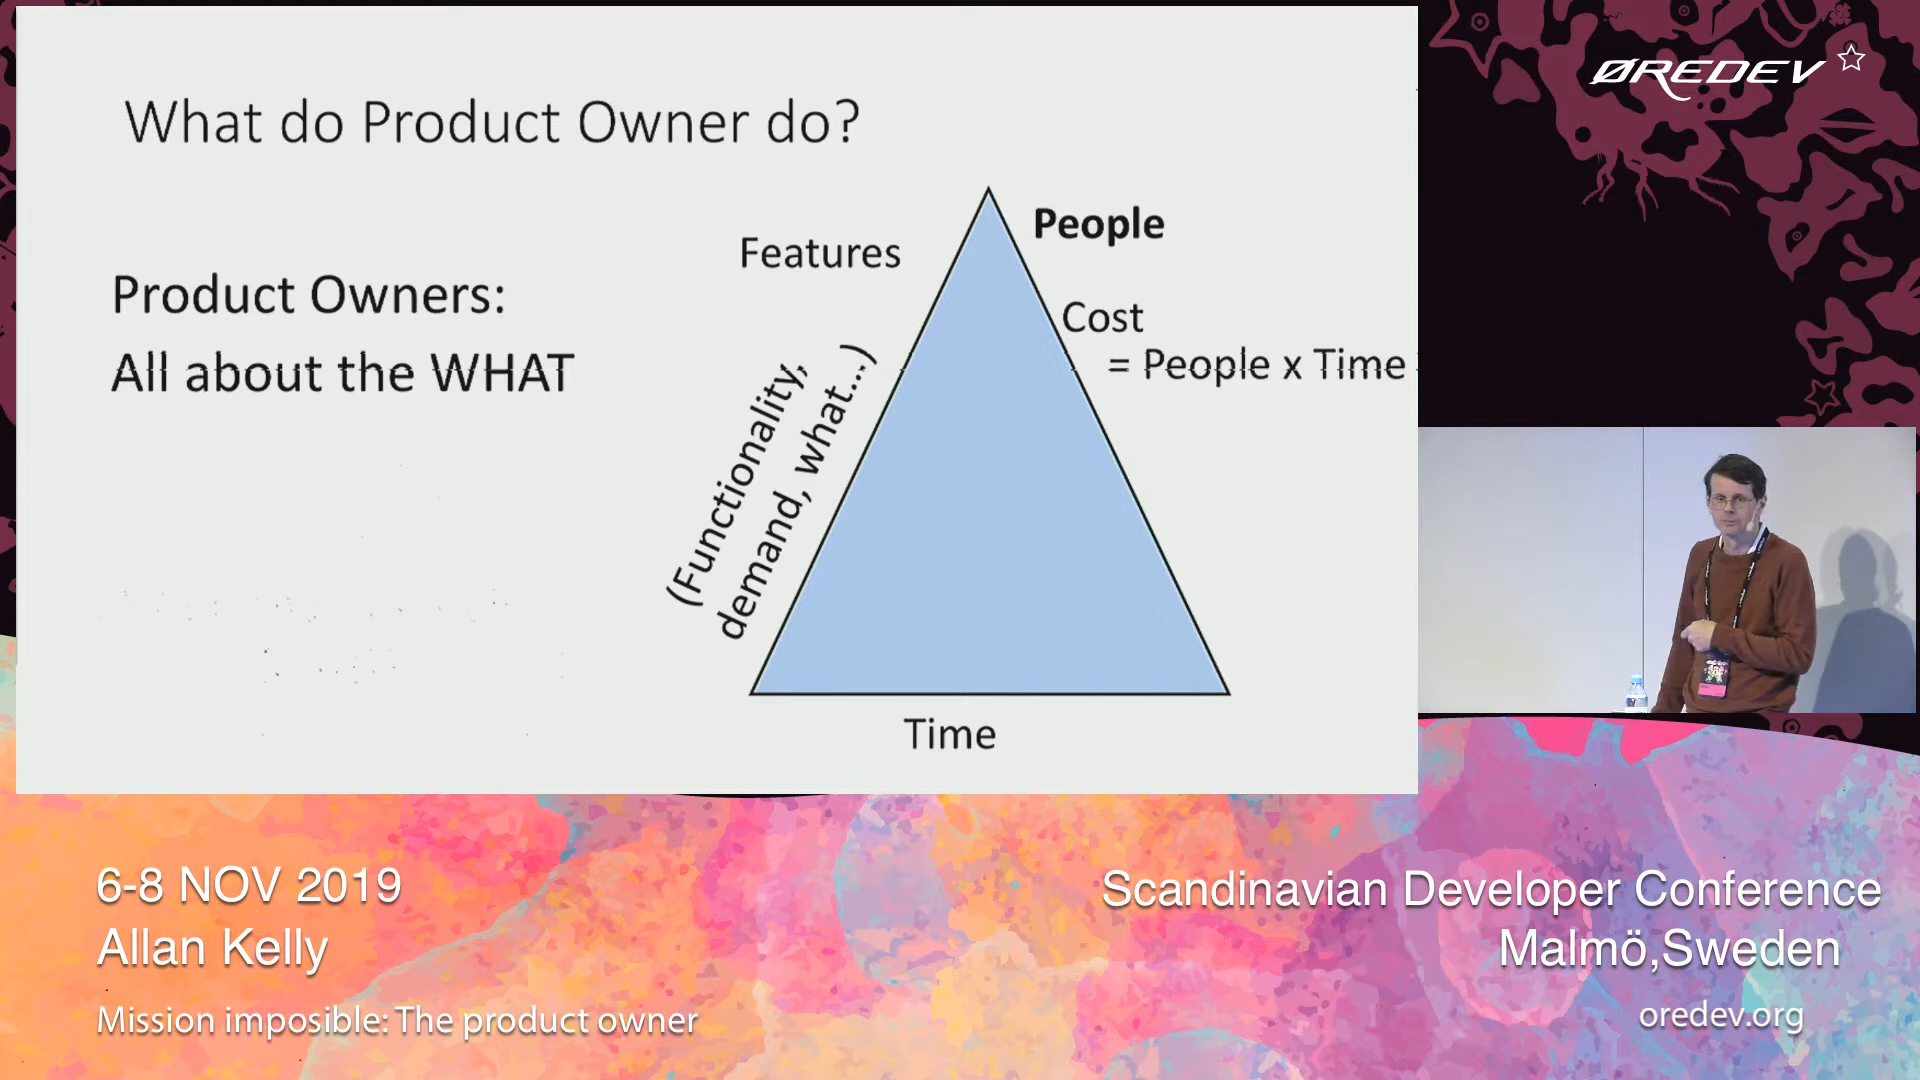 What do Product Owner do?
Product Owners:
All about the WHAT
Features
(Functionality,
demand, what...)
People
Cost
= People x Time
Time
ØREDEV
6-8 NOV 2019
Allan Kelly
Mission imposible: The product owner
Scandinavian Developer Conference
Malmö,Sweden
oredev.org